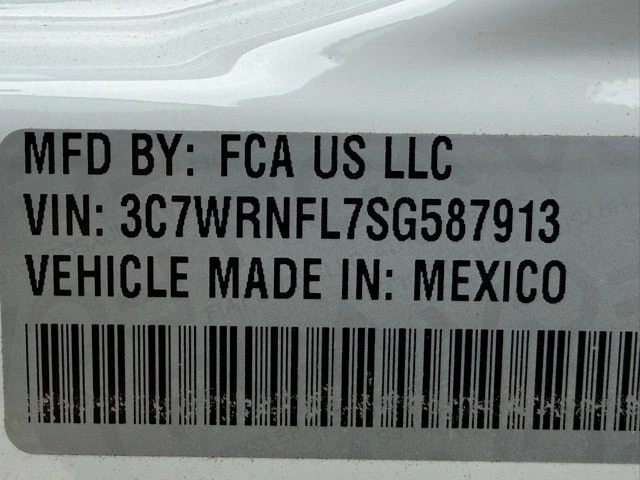 MFD BY: FCA US LLC
VIN: 3C7WRNFL7SG587913
VEHICLE MADE IN: MEXICO